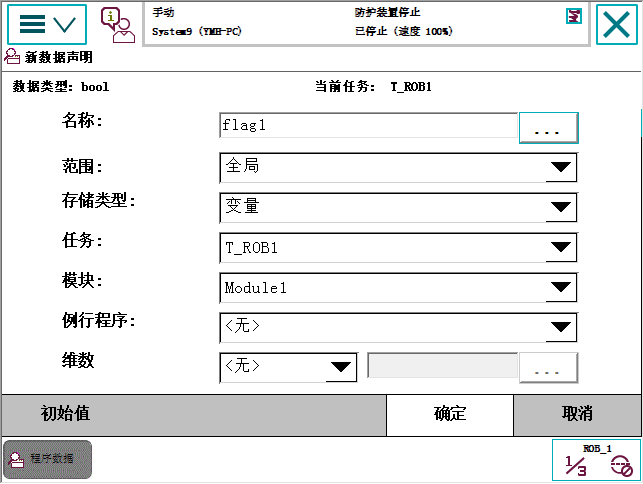 手动
防护装置停止
System9 (YMH-PC)
已停止 (速度 100%)
新数据声明
数据类型: bool
当前任务: T_ROB1
名称: flag1 ...
范围: 全局
存储类型: 变量
任务: T_ROB1
模块: Module1
例行程序: <无>
维数 <无> ...
初始值 确定 取消
程序数据
ROB_1
1/3